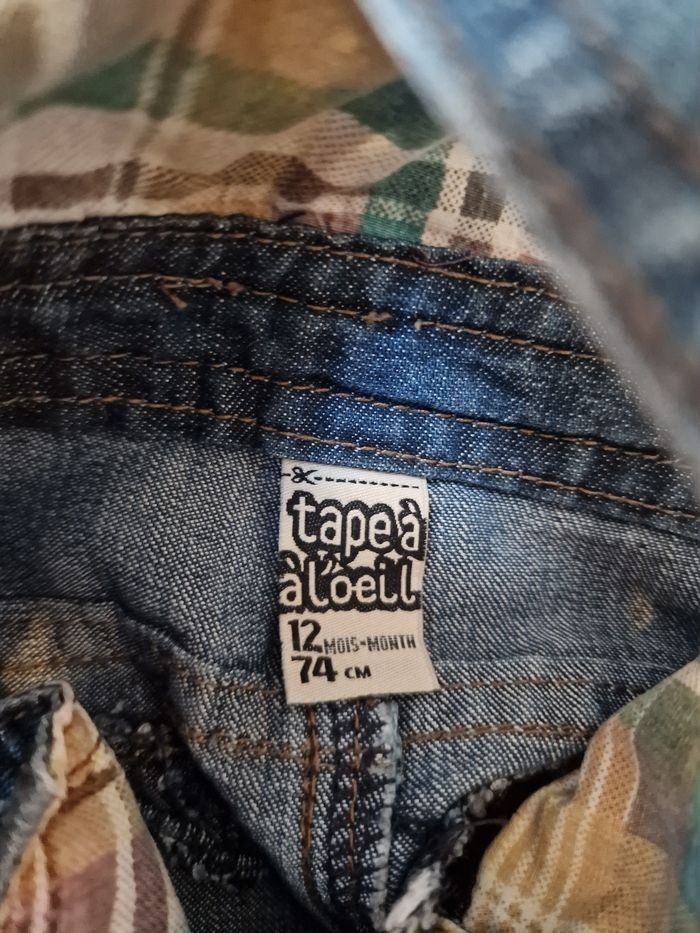 tape à
à l'oeil
12 MOIS-MONTH
74 CM